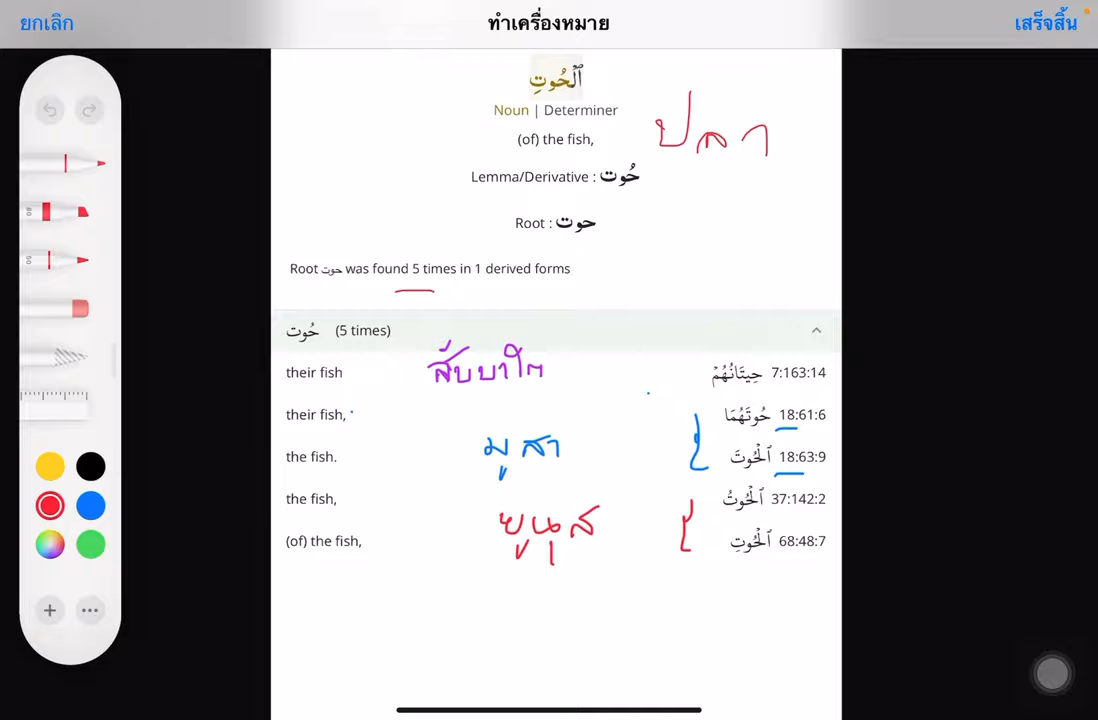 ยกเลิก ทำเครื่องหมาย เสร็จสิ้น
ٱلْحُوتِ
Noun | Determiner
(of) the fish,
ปลา
Lemma/Derivative : حُوت
Root : حوت
Root حوت was found 5 times in 1 derived forms
حُوت (5 times)
their fish สับบาโต حِيتَانُهُمْ 7:163:14
their fish, حُوتَهُمَا 18:61:6
the fish. มูสา ٱلْحُوتَ 18:63:9
the fish, ٱلْحُوتُ 37:142:2
(of) the fish, ยูนุส ٱلْحُوتِ 68:48:7